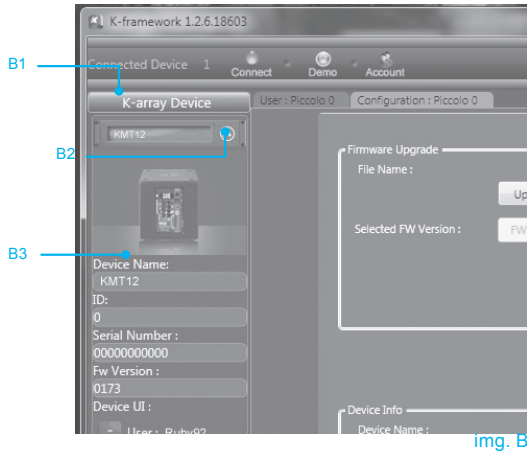 K-framework 1.2.6.18603
Connected Device 1 Connect Demo Account
B1
K-array Device User : Piccolo 0 Configuration : Piccolo 0
KMT12
B2
Firmware Upgrade
File Name :
Selected FW Version : FW
B3
Device Name:
KMT12
ID:
0
Serial Number :
00000000000
Fw Version :
0173
Device UI :
User : Ruby92
Device Info
Device Name :
img. B